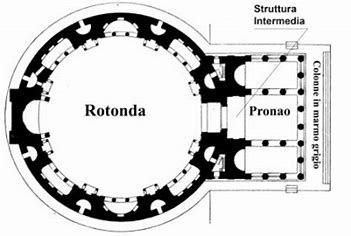 Struttura
Intermedia
Rotonda
Pronao
Colonne in marmo grigio